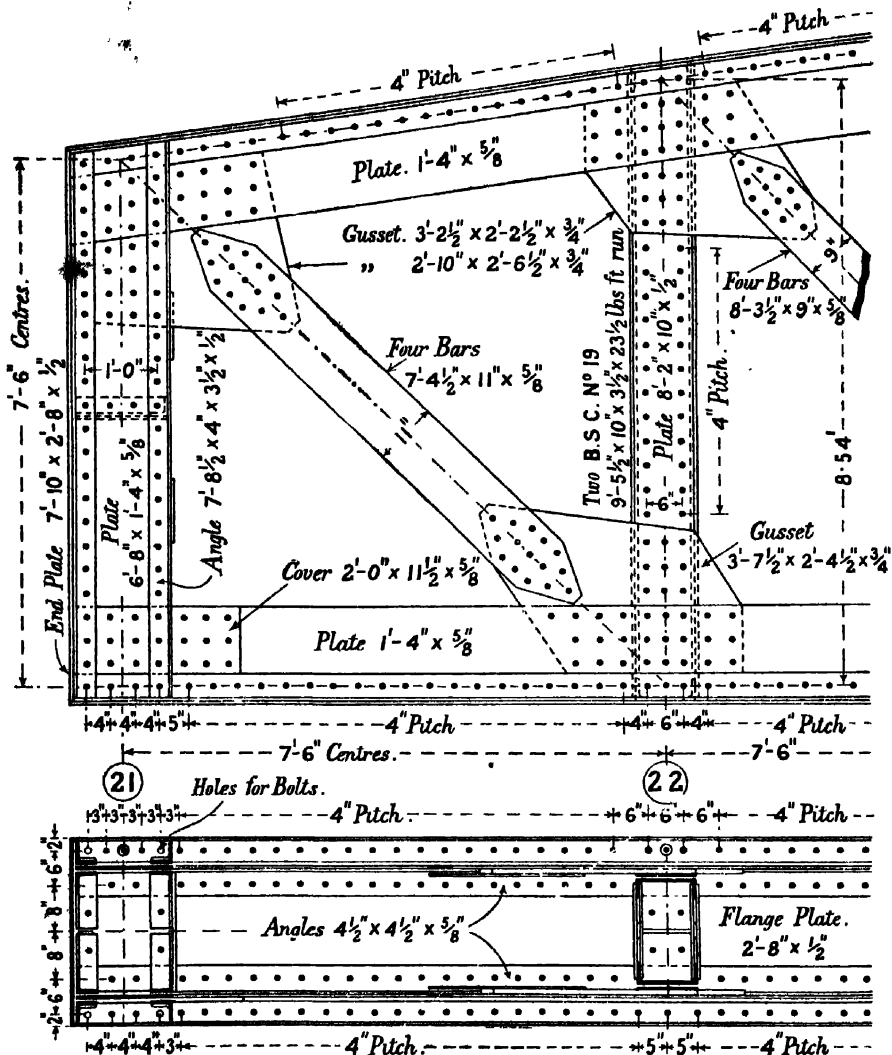 4" Pitch
4" Pitch
Plate. 1'-4" x 5/8"
Gusset. 3'-2½" x 2'-2½" x ¾"
" 2'-10" x 2'-6½" x ¾"
Four Bars
7'-4½" x 11" x 5/8"
11"
9"
Four Bars
8'-3½" x 9" x 5/8"
7'-6" Centres.
End Plate 7'-10" x 2'-8" x ½"
1'-0"
Plate
6'-8" x 1'-4" x 5/8"
Angle 7'-8½" x 4" x 3½" x ½"
Two B.S.C. Nº 19
9'-5½" x 10" x 3½" x 23½ lbs ft run
Plate 8'-2" x 10" x ½"
6"
4" Pitch.
8·54'
Cover 2'-0" x 11½" x 5/8"
Gusset
3'-7½" x 2'-4½" x ¾"
Plate 1'-4" x 5/8"
4" 4" 4" 5" 4" Pitch 4" 6" 4" 4" Pitch
7'-6" Centres. 7'-6"
21 22
Holes for Bolts.
3" 3" 3" 3" 3" 4" Pitch 6" 6" 6" 4" Pitch
2" 6" 8" 8" 6" 2"
Angles 4½" x 4½" x 5/8"
Flange Plate.
2'-8" x ½"
4" 4" 4" 3" 4" Pitch. 5" 5" 4" Pitch